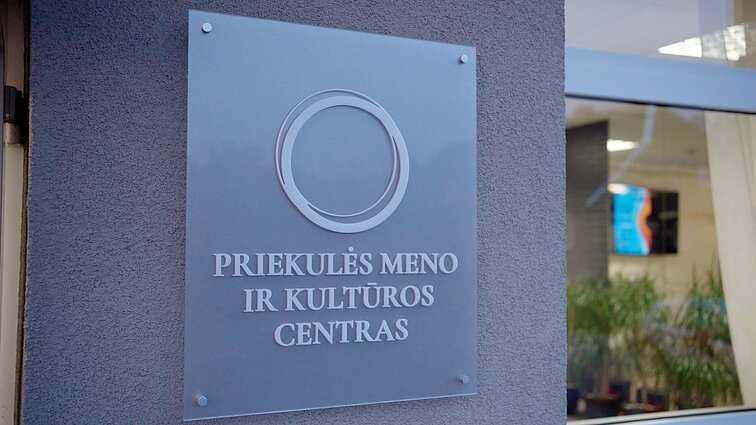 PRIEKULĖS MENO
IR KULTŪROS
CENTRAS